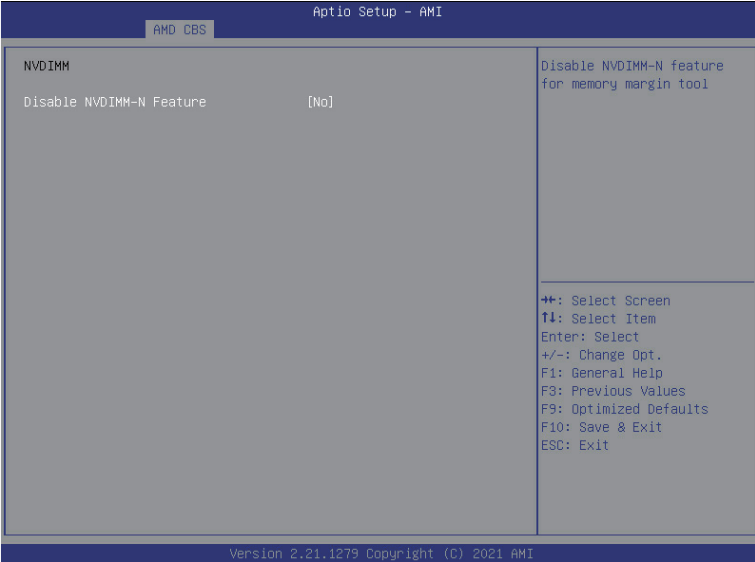 Aptio Setup – AMI
AMD CBS
NVDIMM
Disable NVDIMM-N Feature [No]
Disable NVDIMM-N feature
for memory margin tool
→←: Select Screen
↑↓: Select Item
Enter: Select
+/-: Change Opt.
F1: General Help
F3: Previous Values
F9: Optimized Defaults
F10: Save & Exit
ESC: Exit
Version 2.21.1279 Copyright (C) 2021 AMI